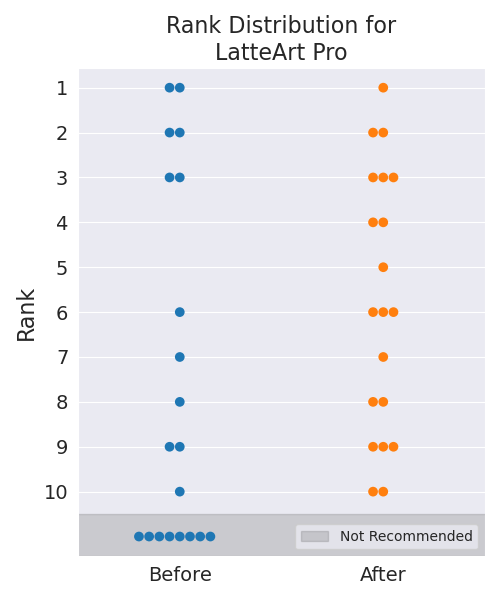 Rank Distribution for
LatteArt Pro
Rank
1
2
3
4
5
6
7
8
9
10
Not Recommended
Before
After